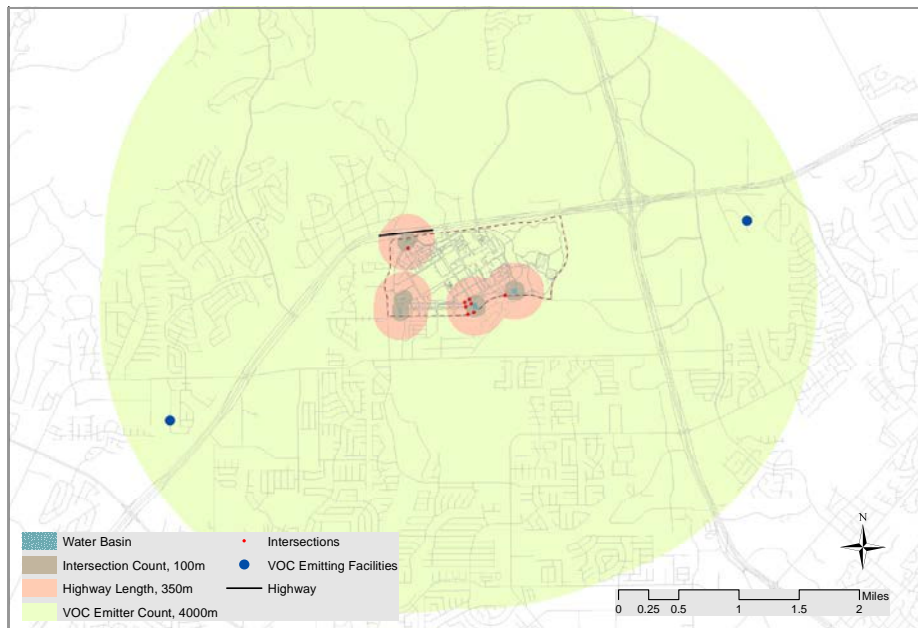 N
Water Basin
Intersections
Intersection Count, 100m
VOC Emitting Facilities
Highway Length, 350m
Highway
VOC Emitter Count, 4000m
Miles
0 0.25 0.5 1 1.5 2